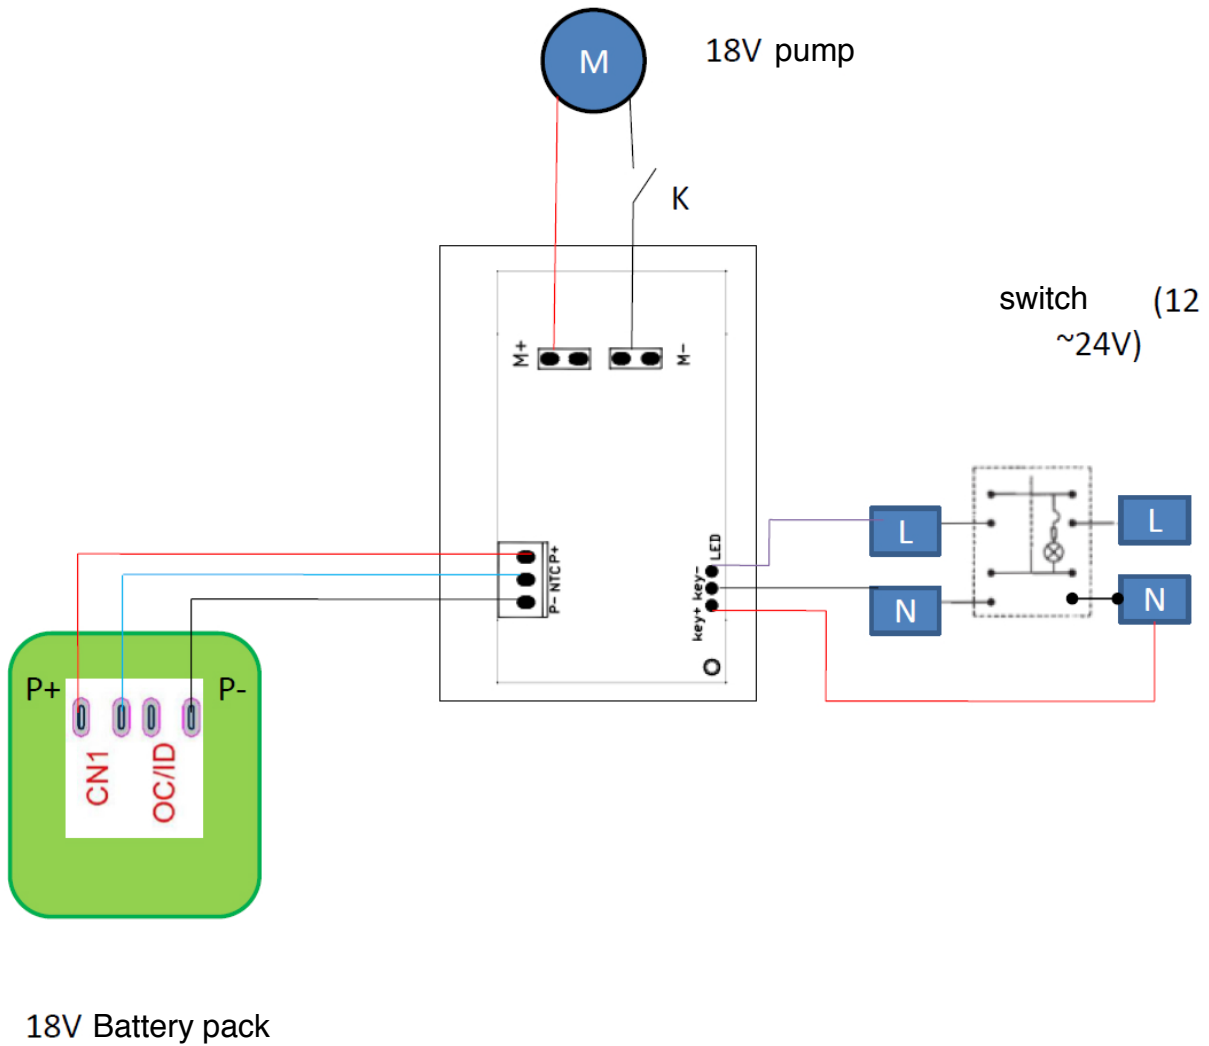 M
18V pump
K
switch (12
~24V)
M+
M-
P+
NTC
P-
LED
key-
key+
L
N
L
N
P+
P-
CN1
OC/ID
18V Battery pack